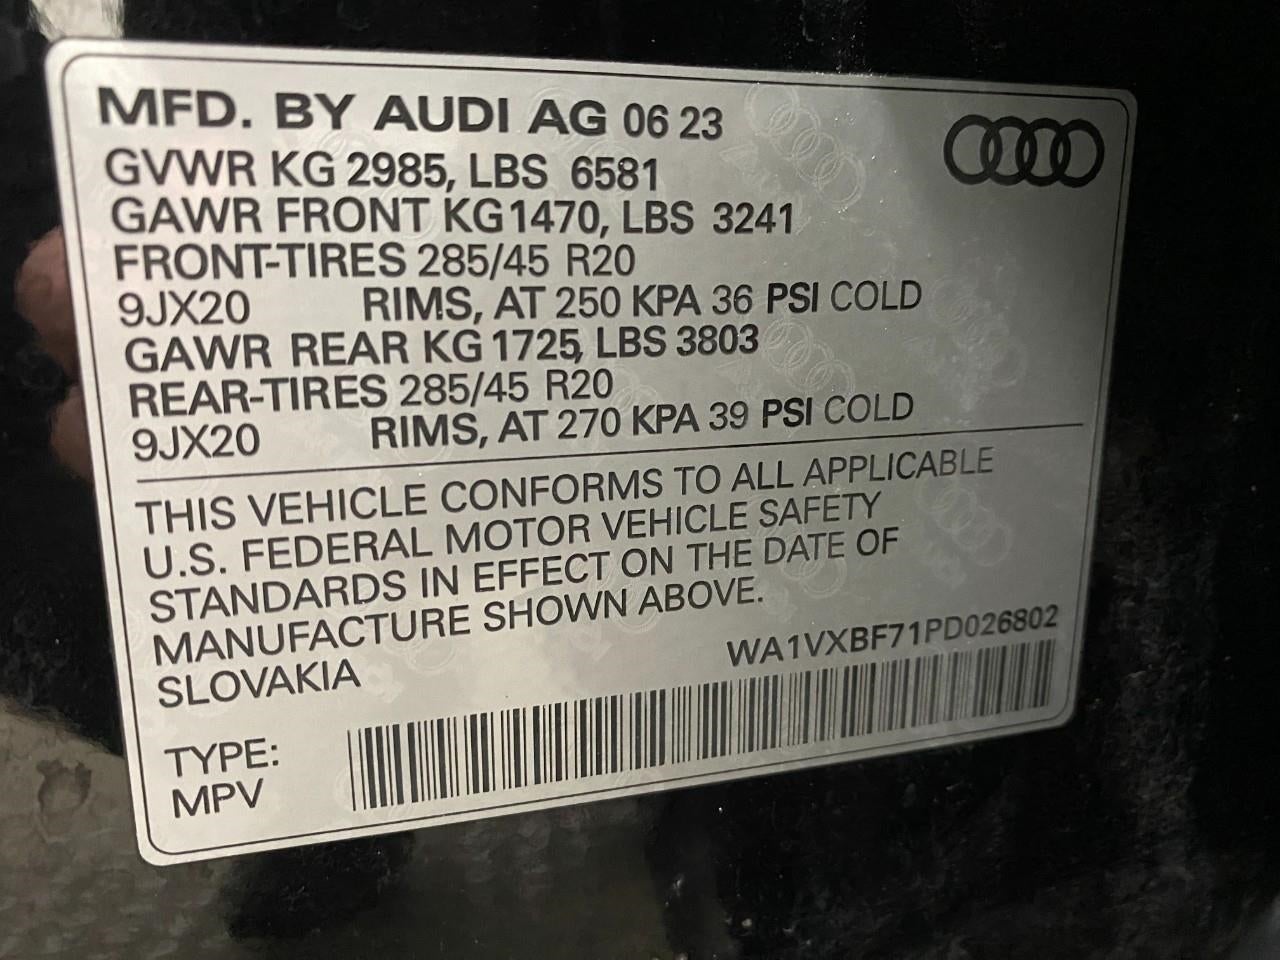 MFD. BY AUDI AG 06 23
GVWR KG 2985, LBS 6581
GAWR FRONT KG 1470, LBS 3241
FRONT-TIRES 285/45 R20
9JX20 RIMS, AT 250 KPA 36 PSI COLD
GAWR REAR KG 1725, LBS 3803
REAR-TIRES 285/45 R20
9JX20 RIMS, AT 270 KPA 39 PSI COLD
THIS VEHICLE CONFORMS TO ALL APPLICABLE
U.S. FEDERAL MOTOR VEHICLE SAFETY
STANDARDS IN EFFECT ON THE DATE OF
MANUFACTURE SHOWN ABOVE.
SLOVAKIA
WA1VXBF71PD026802
TYPE:
MPV